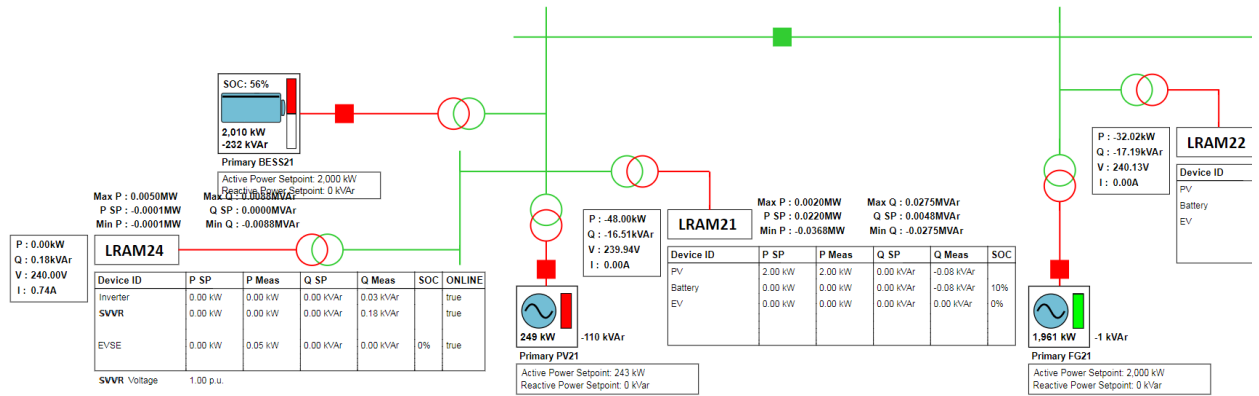 SOC: 56%
2,010 kW
-232 kVAr
Primary BESS21
Active Power Setpoint: 2,000 kW
Reactive Power Setpoint: 0 kVAr
Max P : 0.0050MW Max Q : 0.0088MVAr
P SP : -0.0001MW Q SP : 0.0000MVAr
Min P : -0.0001MW Min Q : -0.0088MVAr
P : 0.00kW
Q : 0.18kVAr
V : 240.00V
I : 0.74A
LRAM24
Device ID P SP P Meas Q SP Q Meas SOC ONLINE
Inverter 0.00 kW 0.00 kW 0.00 kVAr 0.03 kVAr true
SVVR 0.00 kW 0.00 kW 0.00 kVAr 0.18 kVAr true
EVSE 0.00 kW 0.05 kW 0.00 kVAr 0.00 kVAr 0% true
SVVR Voltage 1.00 p.u.
P : -48.00kW
Q : -16.51kVAr
V : 239.94V
I : 0.00A
LRAM21
Max P : 0.0020MW Max Q : 0.0275MVAr
P SP : 0.0220MW Q SP : 0.0048MVAr
Min P : -0.0368MW Min Q : -0.0275MVAr
Device ID P SP P Meas Q SP Q Meas SOC
PV 2.00 kW 2.00 kW 0.00 kVAr -0.08 kVAr
Battery 0.00 kW 0.00 kW 0.00 kVAr -0.08 kVAr 10%
EV 0.00 kW 0.00 kW 0.00 kVAr 0.00 kVAr 0%
249 kW
-110 kVAr
Primary PV21
Active Power Setpoint: 243 kW
Reactive Power Setpoint: 0 kVar
P : -32.02kW
Q : -17.19kVAr
V : 240.13V
I : 0.00A
LRAM22
Device ID
PV
Battery
EV
1,961 kW
-1 kVAr
Primary FG21
Active Power Setpoint: 2,000 kW
Reactive Power Setpoint: 0 kVar